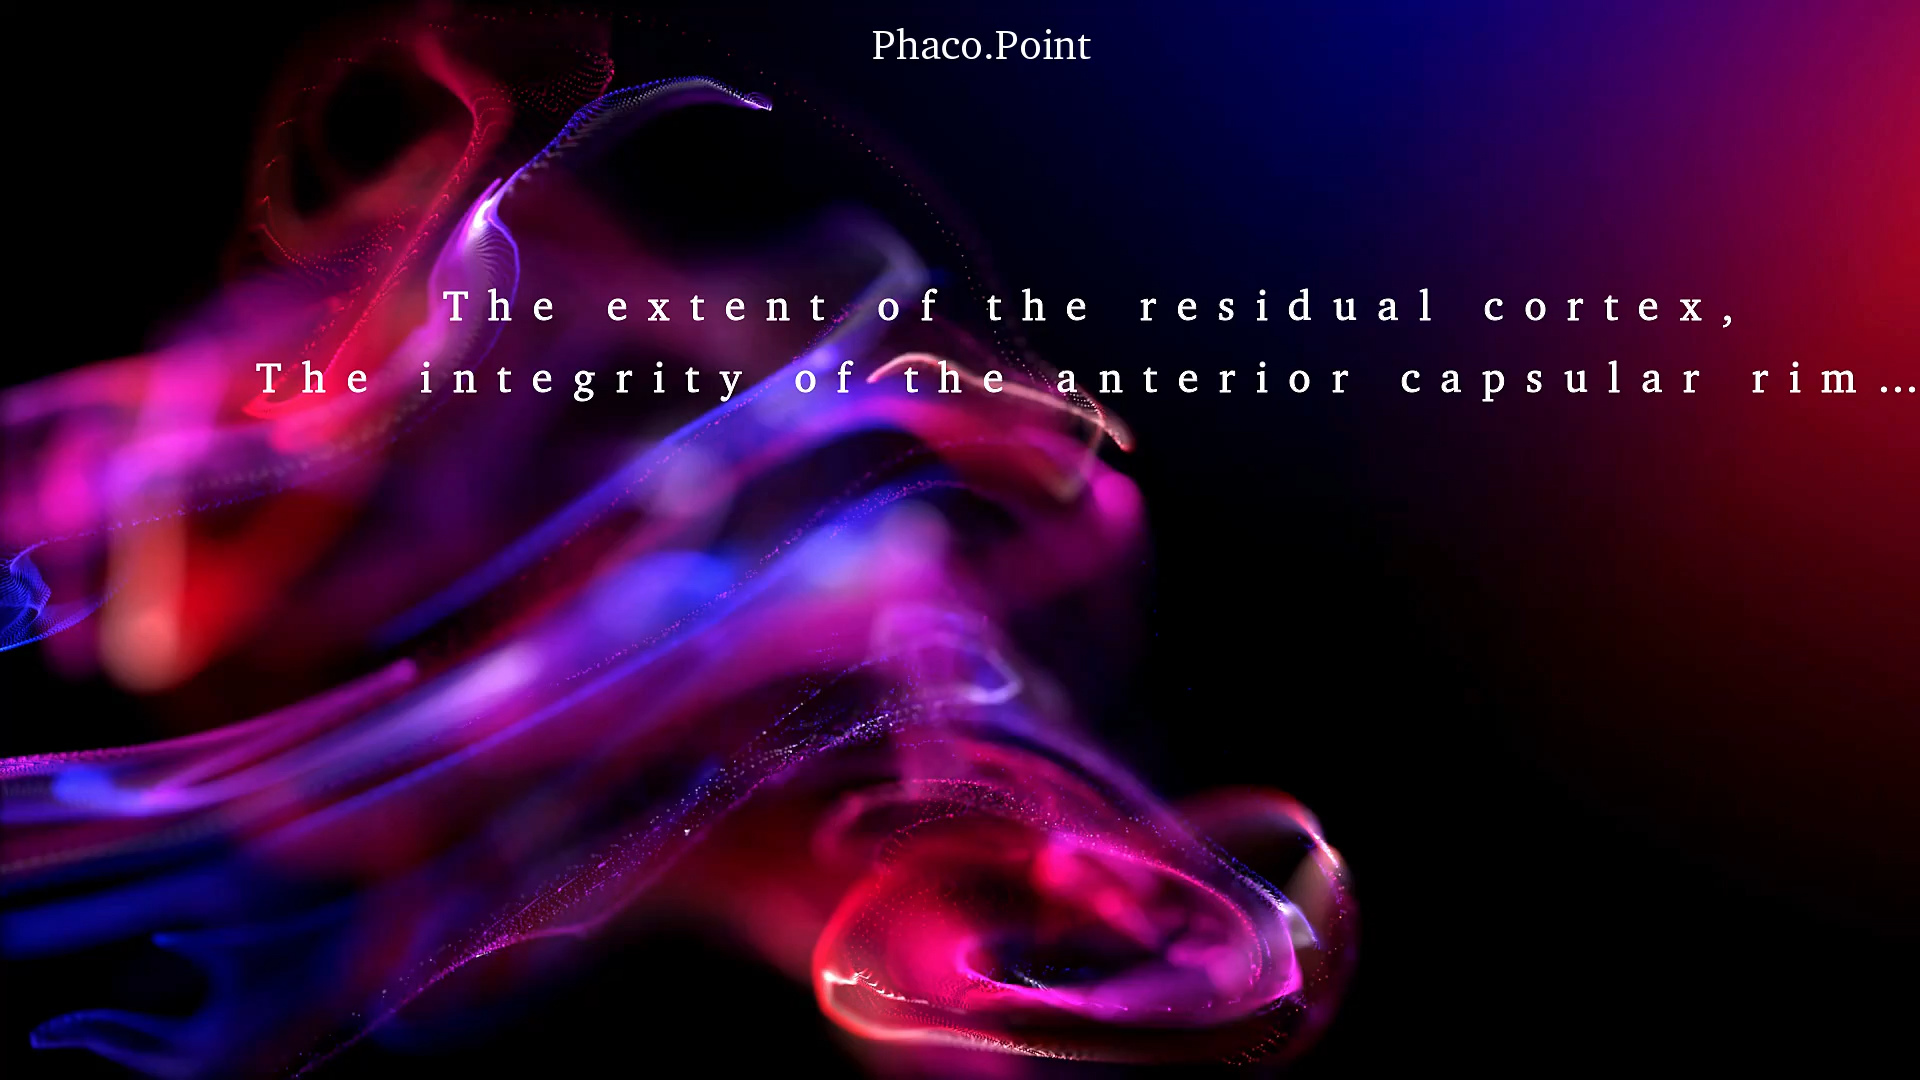 Phaco.Point
The extent of the residual cortex,
The integrity of the anterior capsular rim...